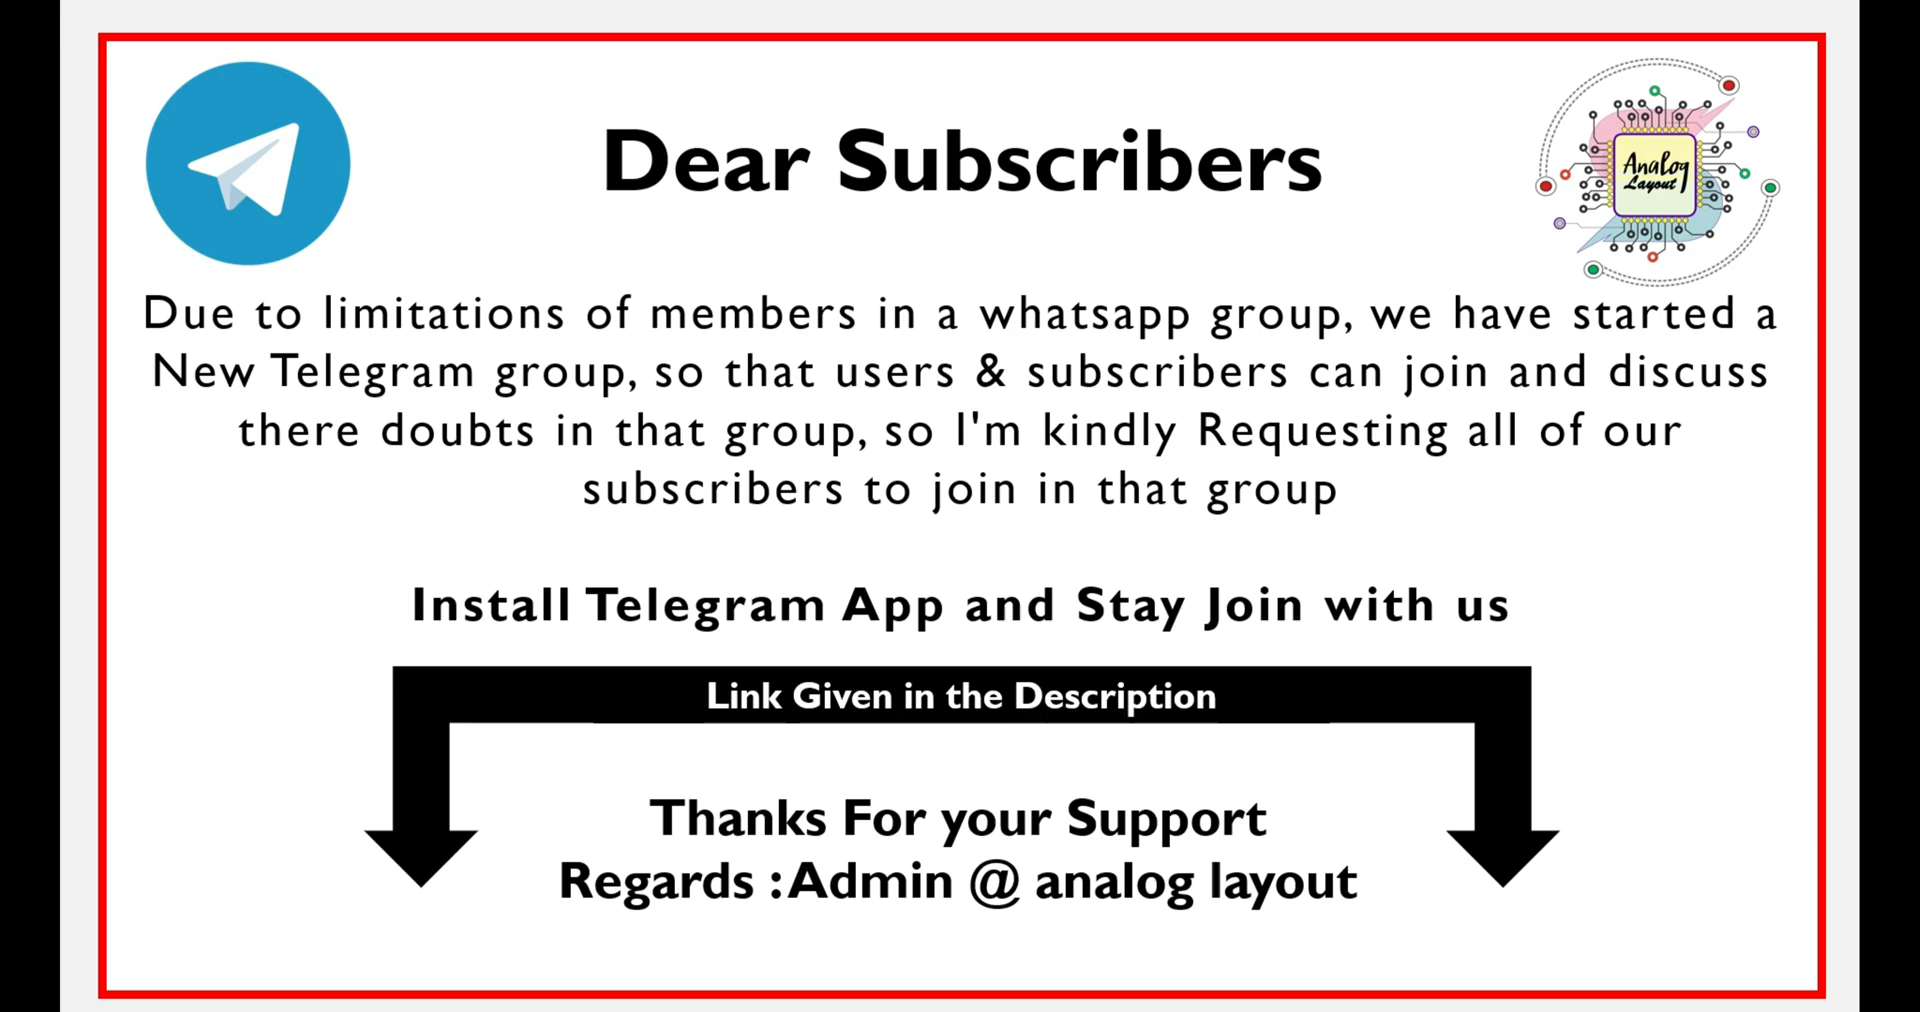 Dear Subscribers
Analog
Layout
Due to limitations of members in a whatsapp group, we have started a
New Telegram group, so that users & subscribers can join and discuss
there doubts in that group, so I'm kindly Requesting all of our
subscribers to join in that group
Install Telegram App and Stay Join with us
Link Given in the Description
Thanks For your Support
Regards : Admin @ analog layout